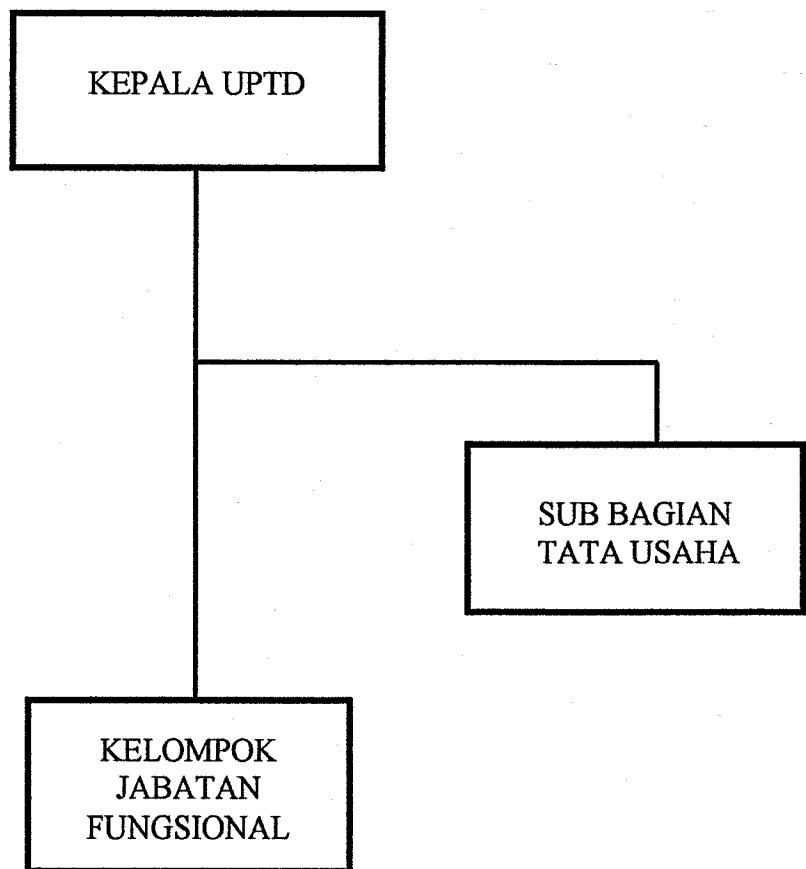 KEPALA UPTD
SUB BAGIAN
TATA USAHA
KELOMPOK
JABATAN
FUNGSIONAL